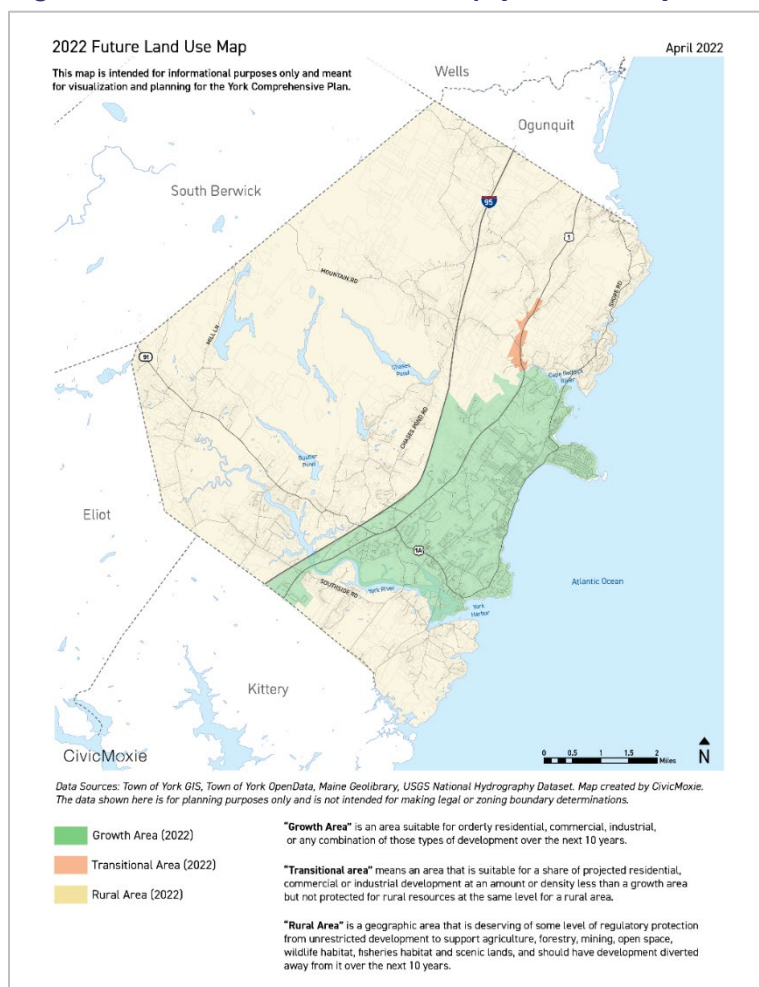 2022 Future Land Use Map
April 2022
This map is intended for informational purposes only and meant
for visualization and planning for the York Comprehensive Plan.
Wells
Ogunquit
South Berwick
95
1
MOUNTAIN RD
SHORE RD
MILL LN
91
Chases
Pond
Cape Neddick
River
CHASES POND RD
Eliot
1A
SOUTHSIDE RD
York River
York
Harbor
Atlantic Ocean
Kittery
CivicMoxie
0 0.5 1 1.5 2
Miles
N
Data Sources: Town of York GIS, Town of York OpenData, Maine Geolibrary, USGS National Hydrography Dataset. Map created by CivicMoxie.
The data shown here is for planning purposes only and is not intended for making legal or zoning boundary determinations.
Growth Area (2022)
Transitional Area (2022)
Rural Area (2022)
“Growth Area” is an area suitable for orderly residential, commercial, industrial,
or any combination of those types of development over the next 10 years.
“Transitional area” means an area that is suitable for a share of projected residential,
commercial or industrial development at an amount or density less than a growth area
but not protected for rural resources at the same level for a rural area.
“Rural Area” is a geographic area that is deserving of some level of regulatory protection
from unrestricted development to support agriculture, forestry, mining, open space,
wildlife habitat, fisheries habitat and scenic lands, and should have development diverted
away from it over the next 10 years.